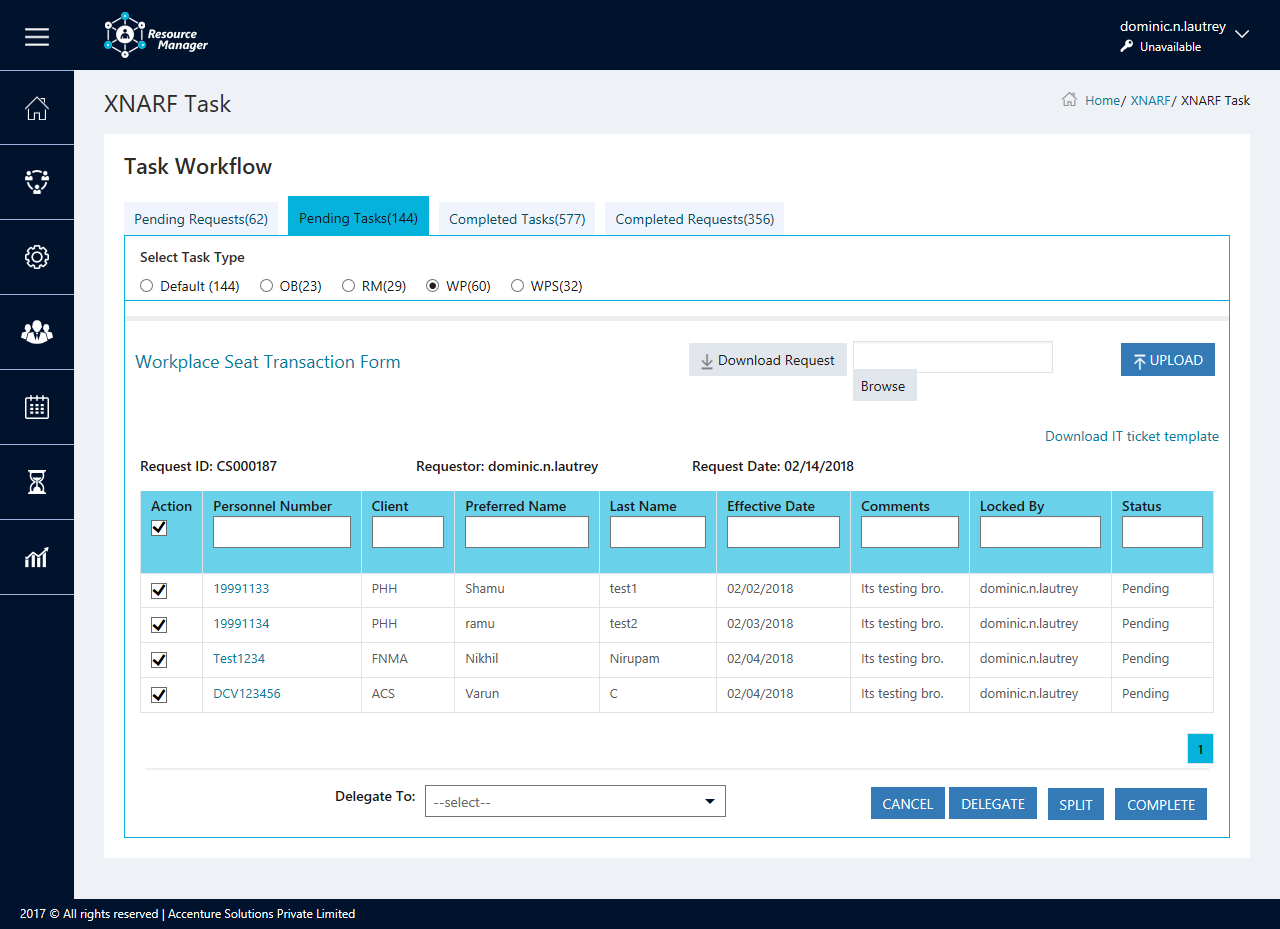 Resource
Manager
dominic.n.lautrey
Unavailable
XNARF Task
Home/ XNARF/ XNARF Task
Task Workflow
Pending Requests(62) Pending Tasks(144) Completed Tasks(577) Completed Requests(356)
Select Task Type
Default (144) OB(23) RM(29) WP(60) WPS(32)
Workplace Seat Transaction Form
Download Request
UPLOAD
Browse
Download IT ticket template
Request ID: CS000187 Requestor: dominic.n.lautrey Request Date: 02/14/2018
Action Personnel Number Client Preferred Name Last Name Effective Date Comments Locked By Status
19991133 PHH Shamu test1 02/02/2018 Its testing bro. dominic.n.lautrey Pending
19991134 PHH ramu test2 02/03/2018 Its testing bro. dominic.n.lautrey Pending
Test1234 FNMA Nikhil Nirupam 02/04/2018 Its testing bro. dominic.n.lautrey Pending
DCV123456 ACS Varun C 02/04/2018 Its testing bro. dominic.n.lautrey Pending
1
Delegate To: --select--
CANCEL DELEGATE SPLIT COMPLETE
2017 © All rights reserved | Accenture Solutions Private Limited